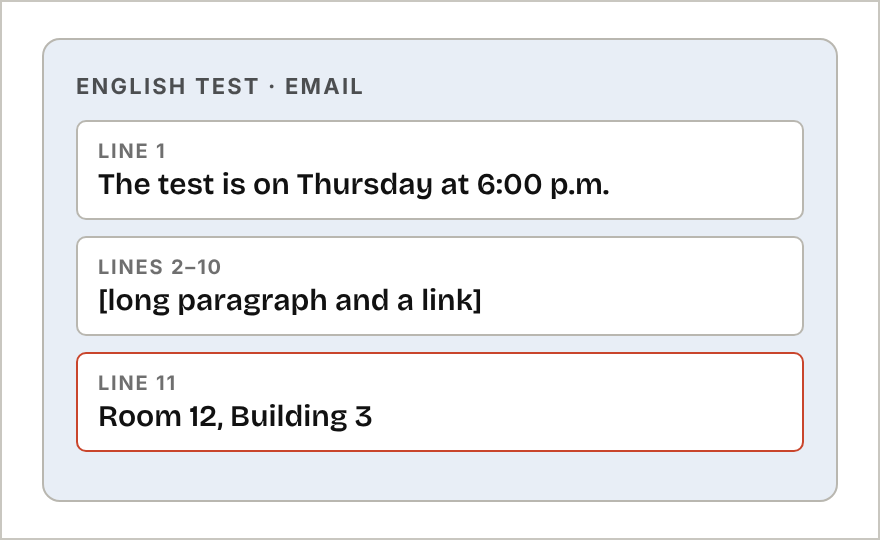 ENGLISH TEST · EMAIL
LINE 1
The test is on Thursday at 6:00 p.m.
LINES 2–10
[long paragraph and a link]
LINE 11
Room 12, Building 3